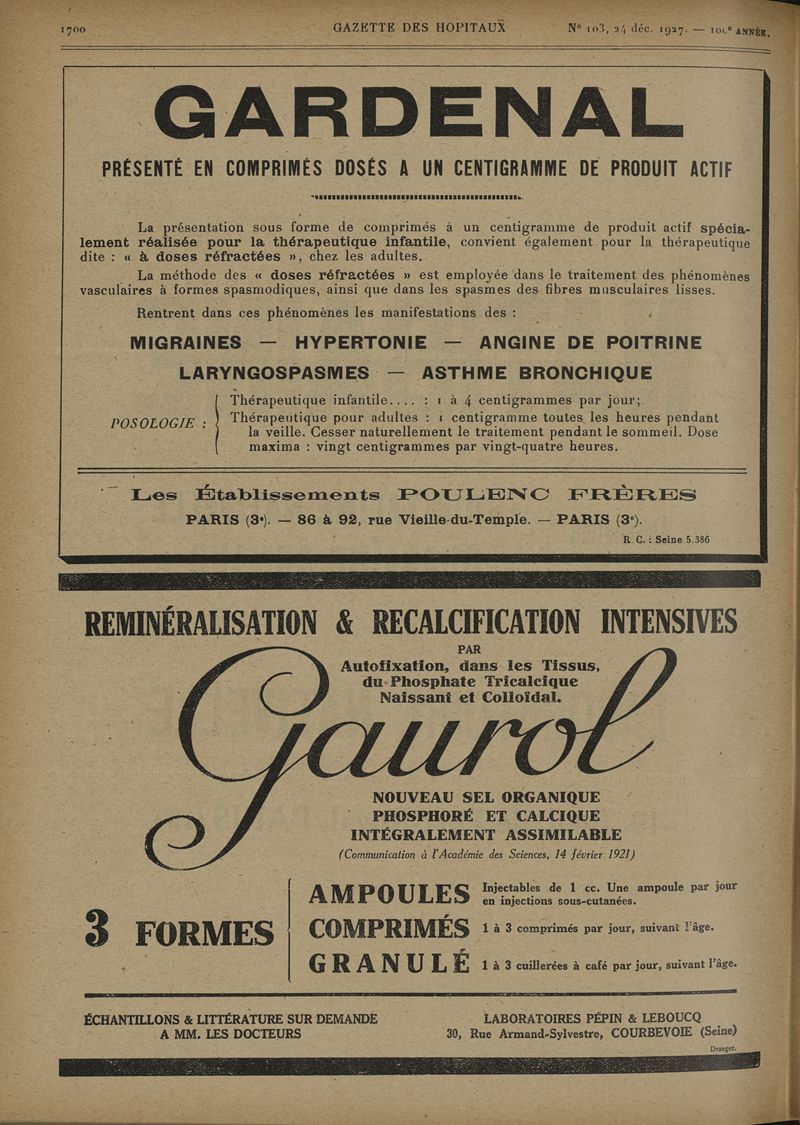 1700 GAZETTE DES HOPITAUX N° 103, 24 déc. 1927. — 100e ANNÉE.
GARDENAL
PRÉSENTÉ EN COMPRIMÉS DOSÉS A UN CENTIGRAMME DE PRODUIT ACTIF
La présentation sous forme de comprimés à un centigramme de produit actif spécia-
lement réalisée pour la thérapeutique infantile, convient également pour la thérapeutique
dite : « à doses réfractées », chez les adultes.
La méthode des « doses réfractées » est employée dans le traitement des phénomènes
vasculaires à formes spasmodiques, ainsi que dans les spasmes des fibres musculaires lisses.
Rentrent dans ces phénomènes les manifestations des :
MIGRAINES — HYPERTONIE — ANGINE DE POITRINE
LARYNGOSPASMES — ASTHME BRONCHIQUE
POSOLOGIE :
Thérapeutique infantile.... : 1 à 4 centigrammes par jour;
Thérapeutique pour adultes : 1 centigramme toutes les heures pendant
la veille. Cesser naturellement le traitement pendant le sommeil. Dose
maxima : vingt centigrammes par vingt-quatre heures.
Les Établissements POULENC FRÈRES
PARIS (3e). — 86 à 92, rue Vieille-du-Temple. — PARIS (3e).
R. C. : Seine 5.386
REMINÉRALISATION & RECALCIFICATION INTENSIVES
PAR
Autofixation, dans les Tissus,
du Phosphate Tricalcique
Naissant et Colloïdal.
Gaurol
NOUVEAU SEL ORGANIQUE
PHOSPHORÉ ET CALCIQUE
INTÉGRALEMENT ASSIMILABLE
(Communication à l'Académie des Sciences, 14 février 1921)
3 FORMES
AMPOULES Injectables de 1 cc. Une ampoule par jour
en injections sous-cutanées.
COMPRIMÉS 1 à 3 comprimés par jour, suivant l'âge.
GRANULÉ 1 à 3 cuillerées à café par jour, suivant l'âge.
ÉCHANTILLONS & LITTÉRATURE SUR DEMANDE
A MM. LES DOCTEURS
LABORATOIRES PÉPIN & LEBOUCQ
30, Rue Armand-Sylvestre, COURBEVOIE (Seine)
Draeger.